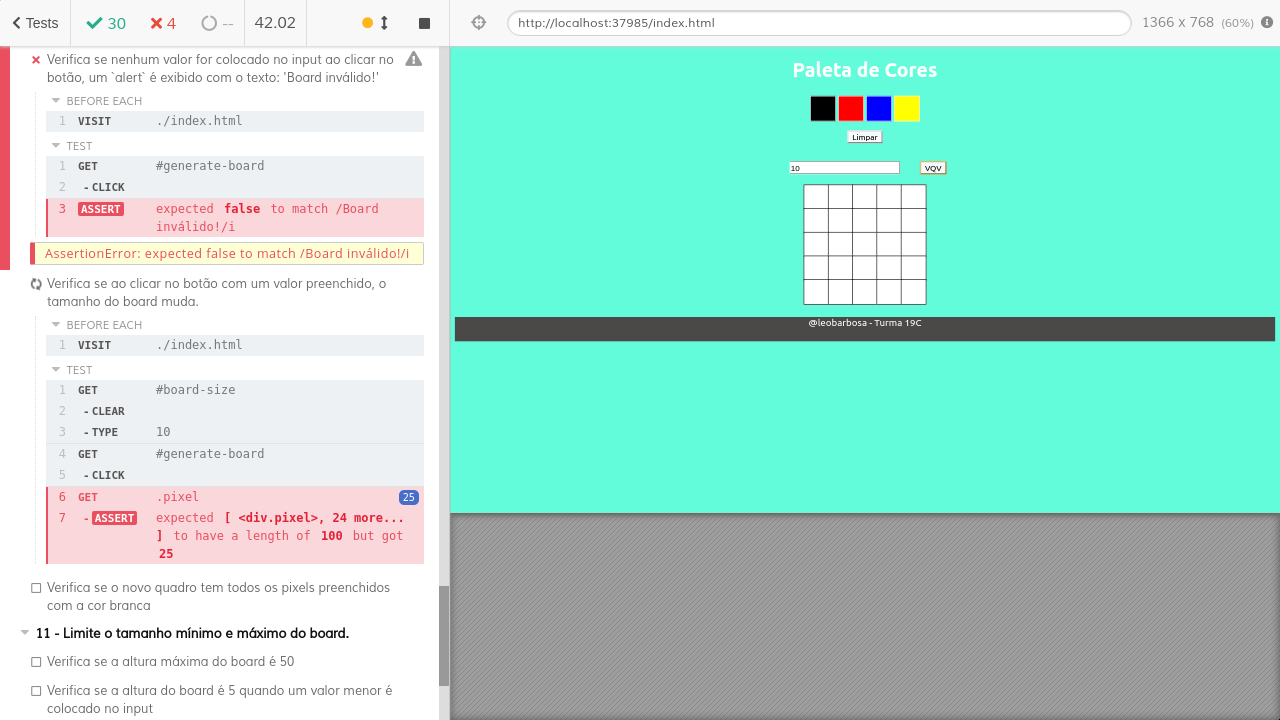 Tests
30
4
--
42.02
Verifica se nenhum valor for colocado no input ao clicar no
botão, um `alert` é exibido com o texto: 'Board inválido!'
BEFORE EACH
1 VISIT ./index.html
TEST
1 GET #generate-board
2 - CLICK
3 ASSERT expected false to match /Board
inválido!/i
AssertionError: expected false to match /Board inválido!/i
Verifica se ao clicar no botão com um valor preenchido, o
tamanho do board muda.
BEFORE EACH
1 VISIT ./index.html
TEST
1 GET #board-size
2 - CLEAR
3 - TYPE 10
4 GET #generate-board
5 - CLICK
6 GET .pixel 25
7 - ASSERT expected [ <div.pixel>, 24 more...
] to have a length of 100 but got
25
Verifica se o novo quadro tem todos os pixels preenchidos
com a cor branca
11 - Limite o tamanho mínimo e máximo do board.
Verifica se a altura máxima do board é 50
Verifica se a altura do board é 5 quando um valor menor é
colocado no input
http://localhost:37985/index.html
1366 x 768 (60%)
Paleta de Cores
Limpar
10
VQV
@leobarbosa - Turma 19C